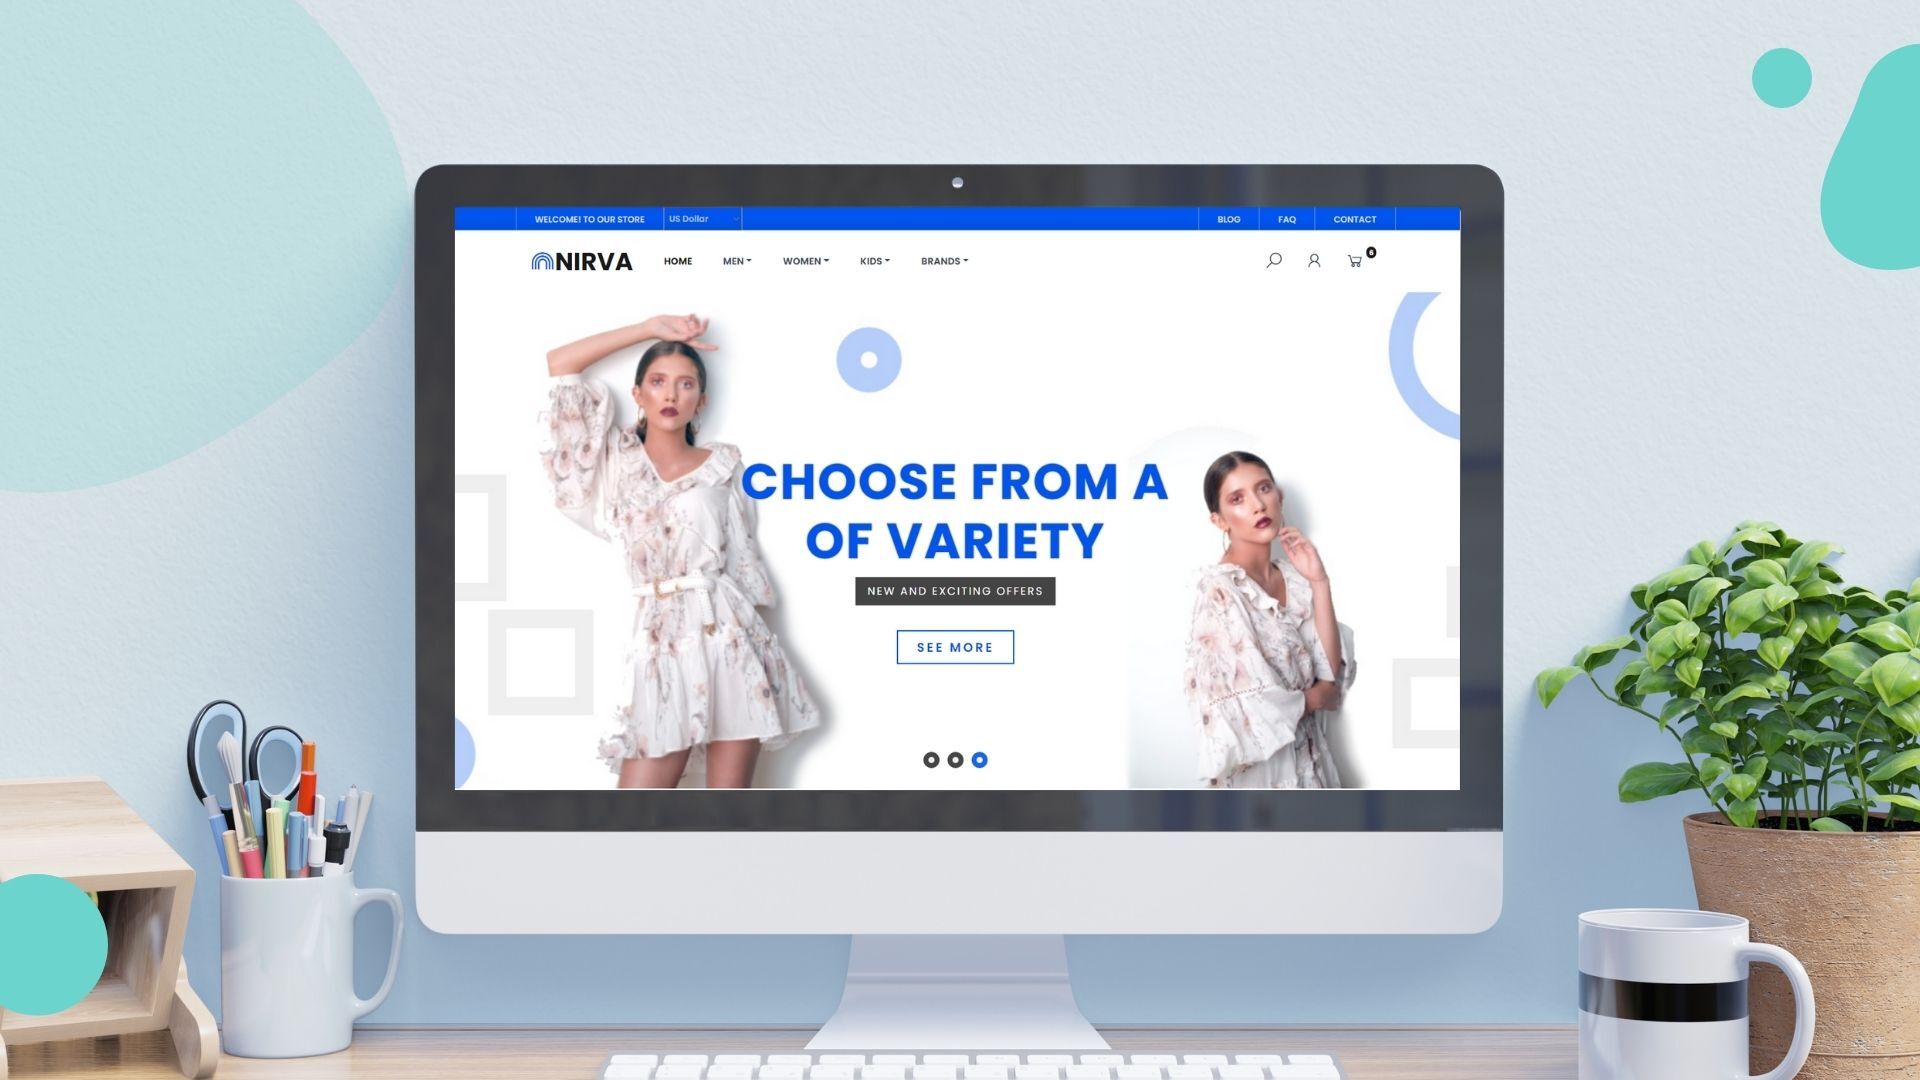 WELCOME! TO OUR STORE US Dollar BLOG FAQ CONTACT
NIRVA HOME MEN WOMEN KIDS BRANDS 6
CHOOSE FROM A
OF VARIETY
NEW AND EXCITING OFFERS
SEE MORE